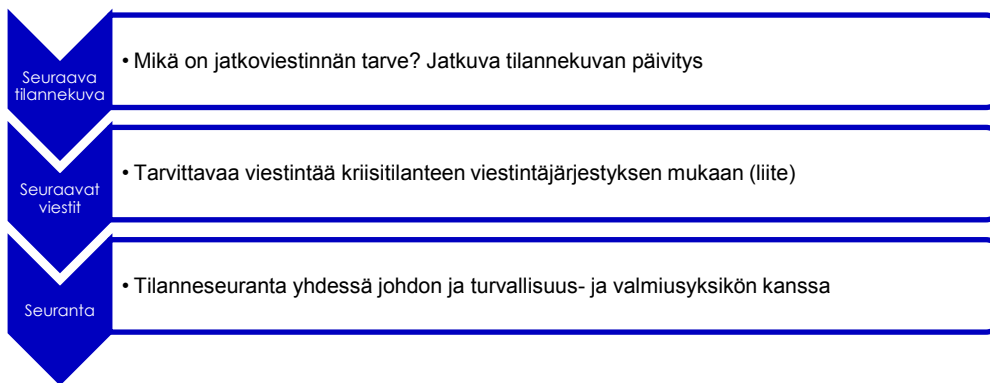 Seuraava
tilannekuva
• Mikä on jatkoviestinnän tarve? Jatkuva tilannekuvan päivitys
Seuraavat
viestit
• Tarvittavaa viestintää kriisitilanteen viestintäjärjestyksen mukaan (liite)
Seuranta
• Tilanneseuranta yhdessä johdon ja turvallisuus- ja valmiusyksikön kanssa